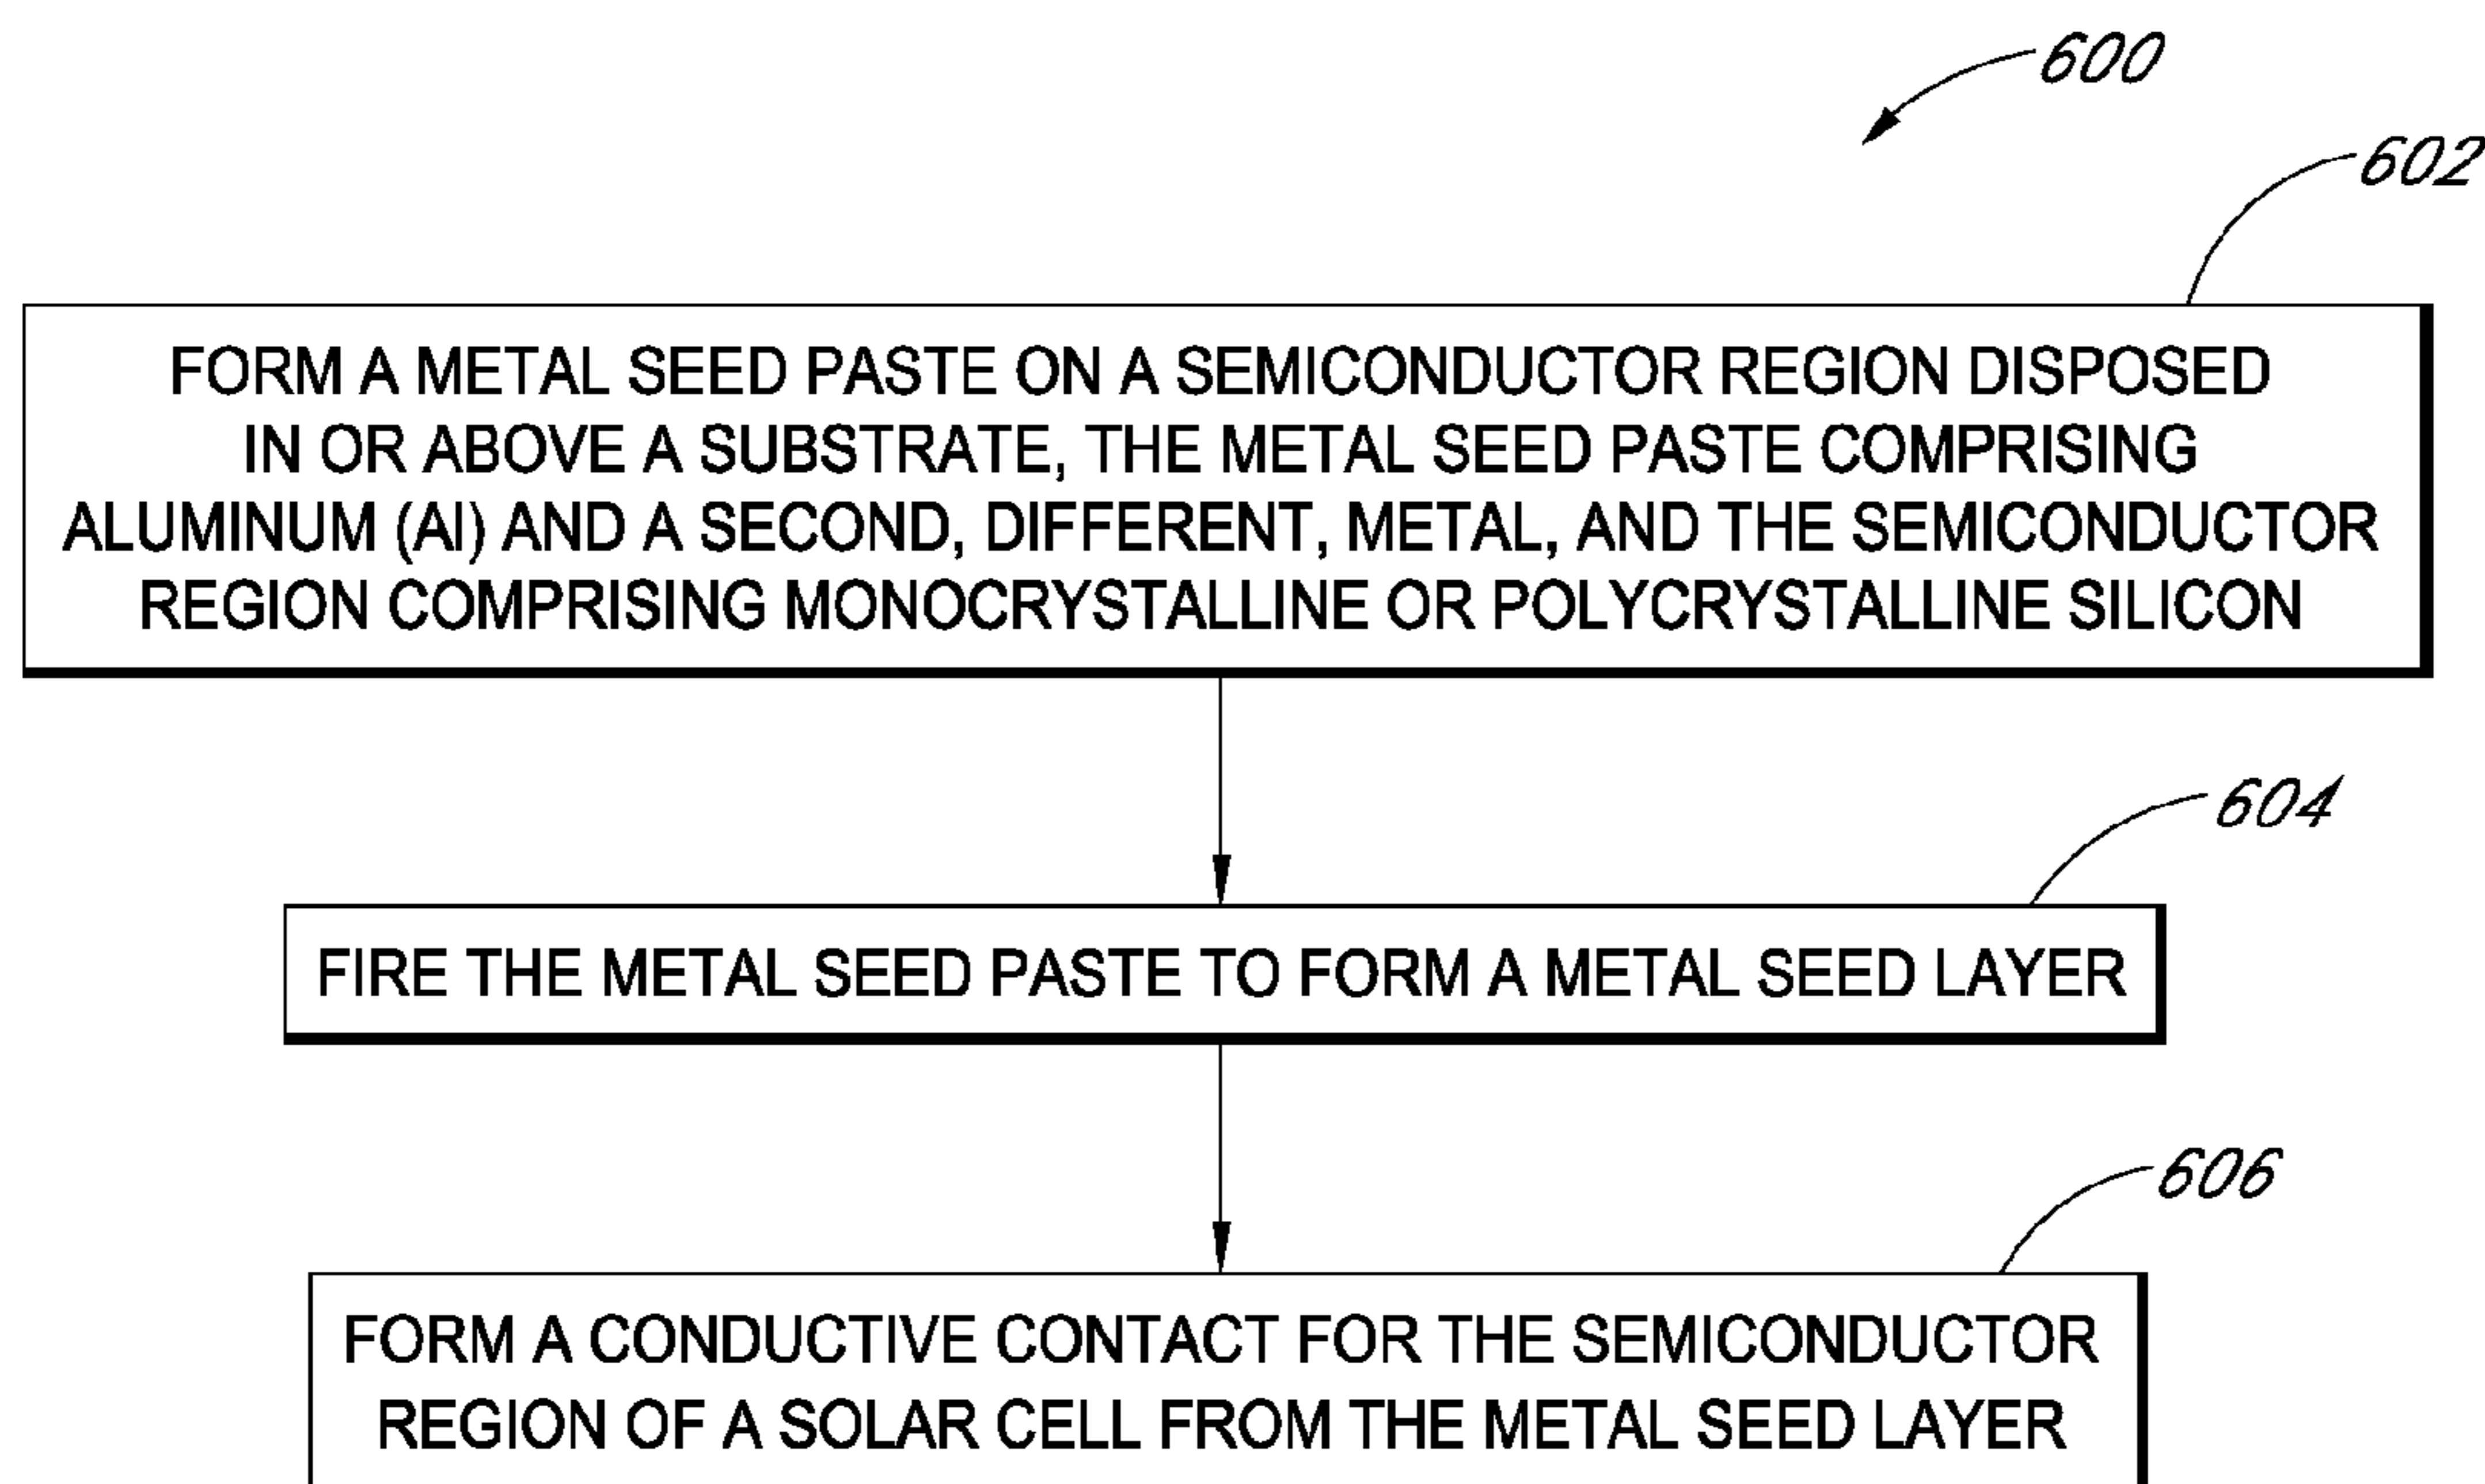 600
602
FORM A METAL SEED PASTE ON A SEMICONDUCTOR REGION DISPOSED
IN OR ABOVE A SUBSTRATE, THE METAL SEED PASTE COMPRISING
ALUMINUM (Al) AND A SECOND, DIFFERENT, METAL, AND THE SEMICONDUCTOR
REGION COMPRISING MONOCRYSTALLINE OR POLYCRYSTALLINE SILICON
604
FIRE THE METAL SEED PASTE TO FORM A METAL SEED LAYER
606
FORM A CONDUCTIVE CONTACT FOR THE SEMICONDUCTOR
REGION OF A SOLAR CELL FROM THE METAL SEED LAYER